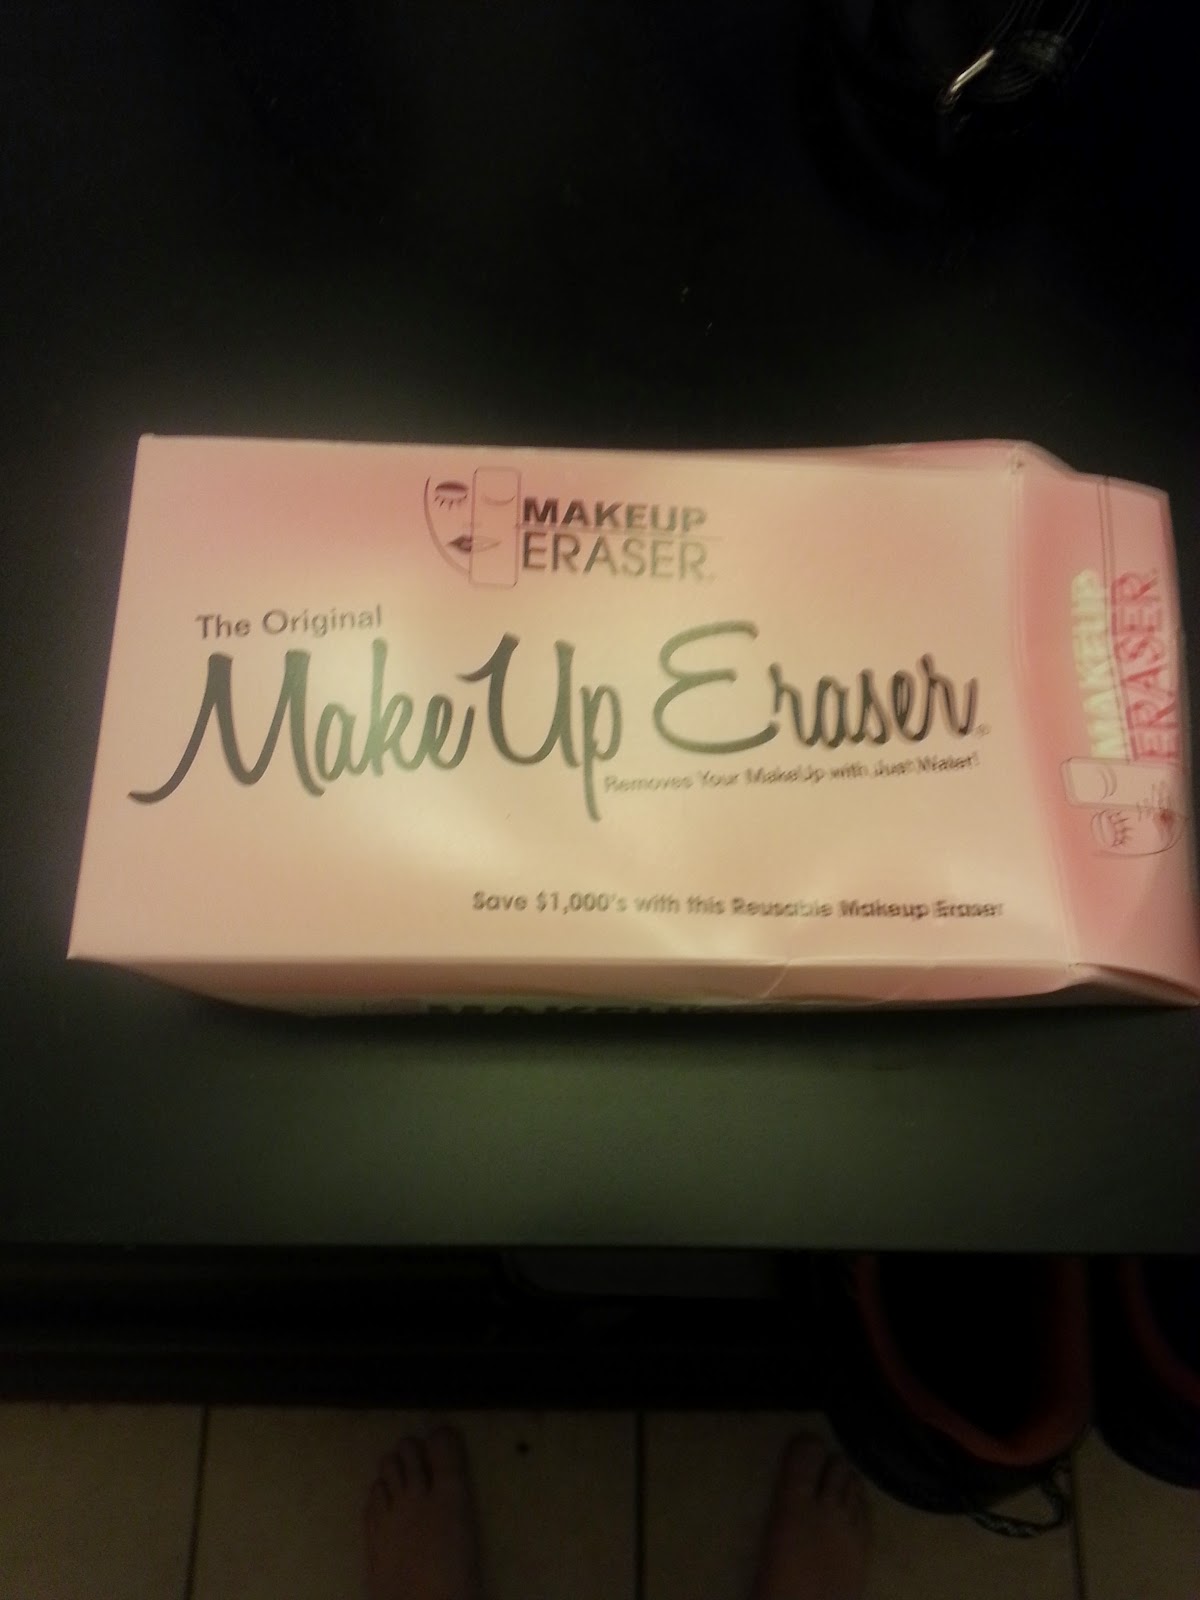 MAKEUP
ERASER
The Original
MakeUp Eraser
Removes Your MakeUp with Just Water!
Save $1,000's with this Reusable Makeup Eraser
MAKEUP
ERASER